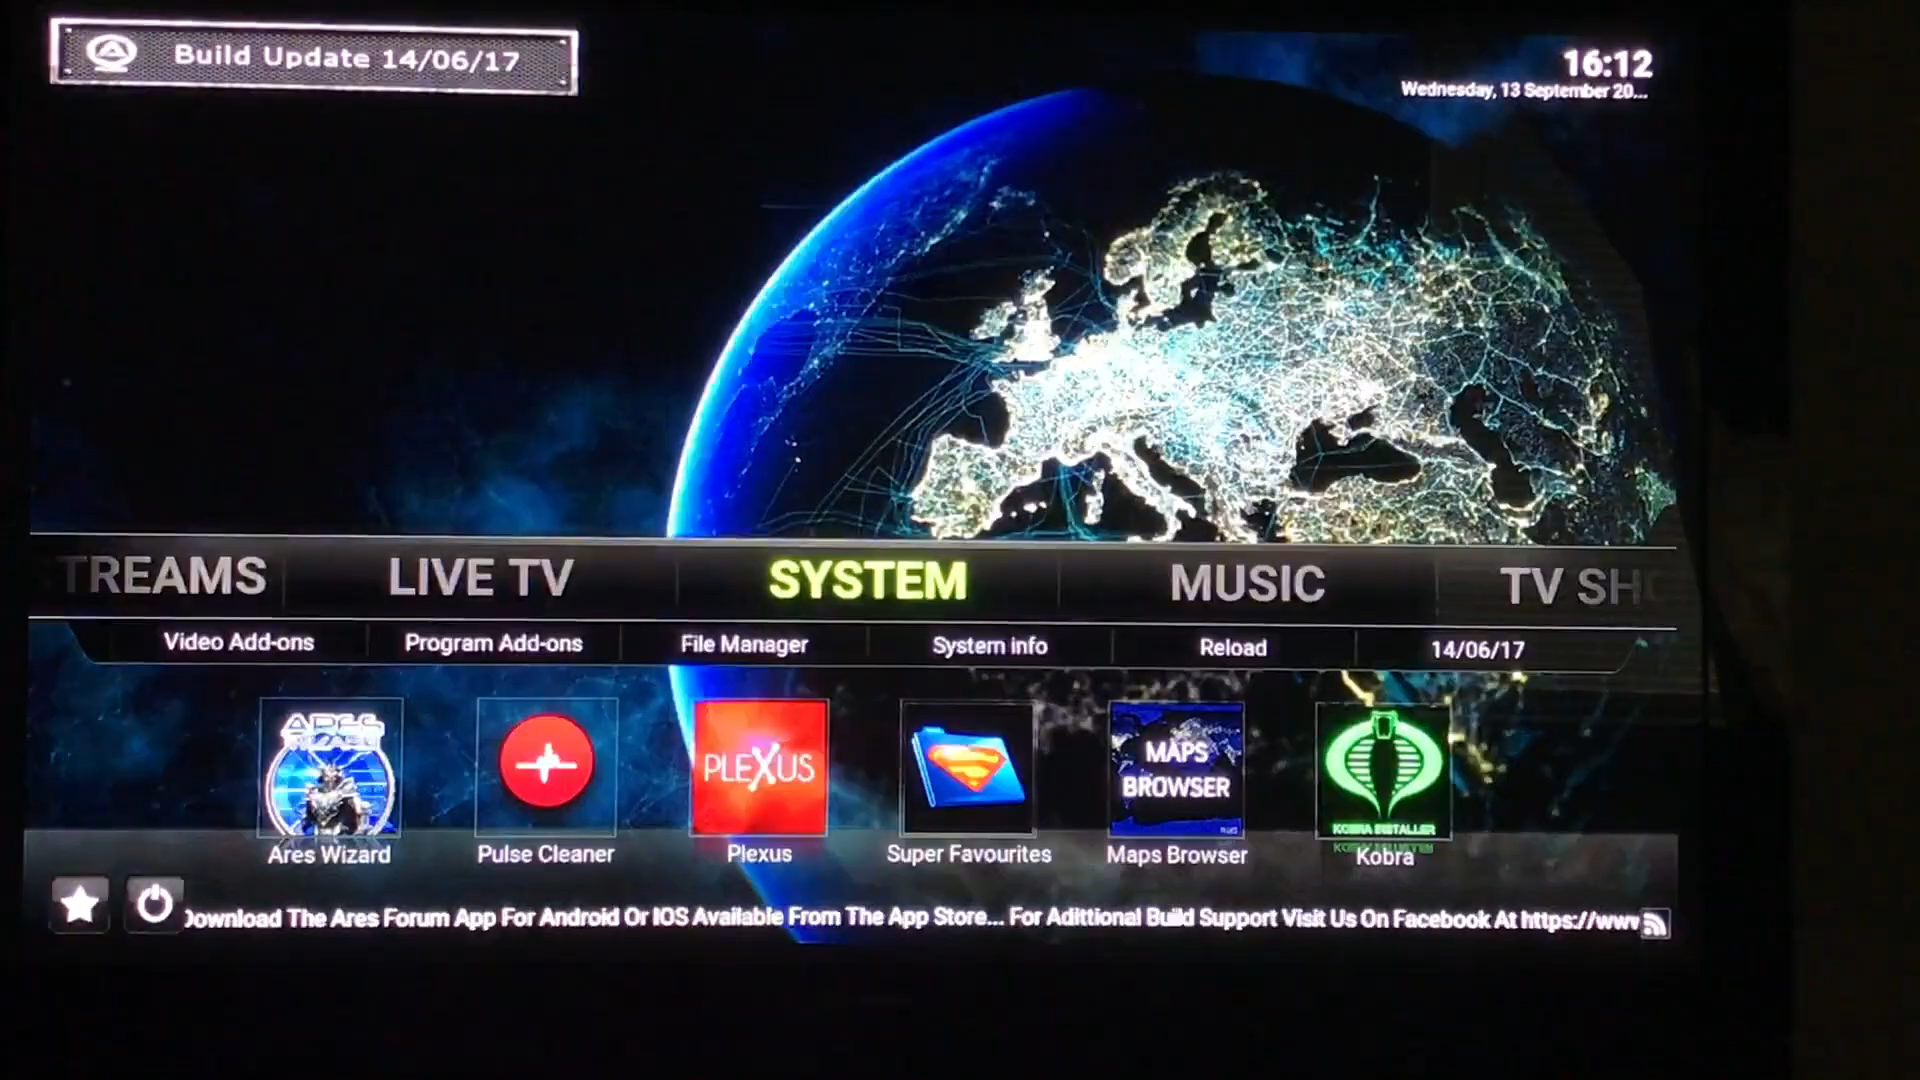 Build Update 14/06/17
16:12
Wednesday, 13 September 20...
TREAMS LIVE TV SYSTEM MUSIC TV SH
Video Add-ons Program Add-ons File Manager System info Reload 14/06/17
ARES
PLEXUS
MAPS
BROWSER
KOBRA INSTALLER
Ares Wizard Pulse Cleaner Plexus Super Favourites Maps Browser Kobra
Download The Ares Forum App For Android Or IOS Available From The App Store... For Adittional Build Support Visit Us On Facebook At https://www